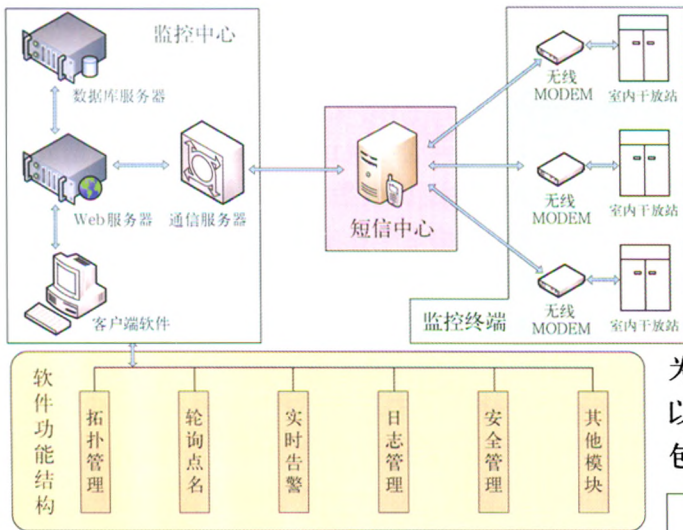 监控中心
数据库服务器
Web服务器
通信服务器
客户端软件
短信中心
无线
MODEM
室内干放站
无线
MODEM
室内干放站
无线
MODEM
室内干放站
监控终端
软件功能结构
拓扑管理
轮询点名
实时告警
日志管理
安全管理
其他模块
以